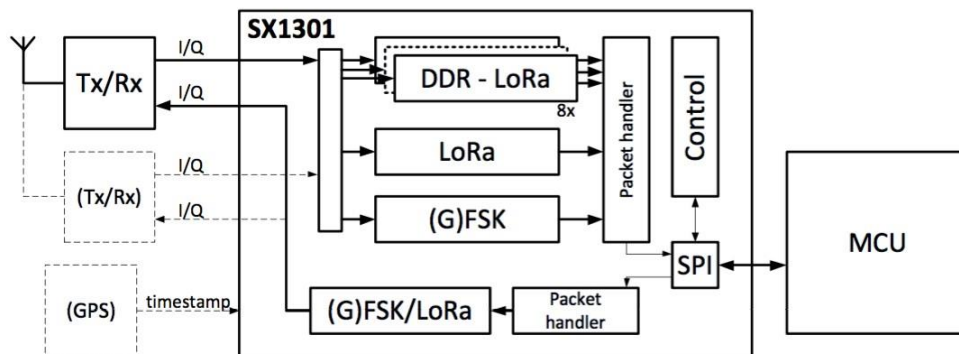 SX1301
I/Q
Tx/Rx
I/Q
DDR - LoRa
8x
Packet handler
Control
LoRa
I/Q
(Tx/Rx)
I/Q
(G)FSK
MCU
SPI
(GPS)
timestamp
(G)FSK/LoRa
Packet
handler